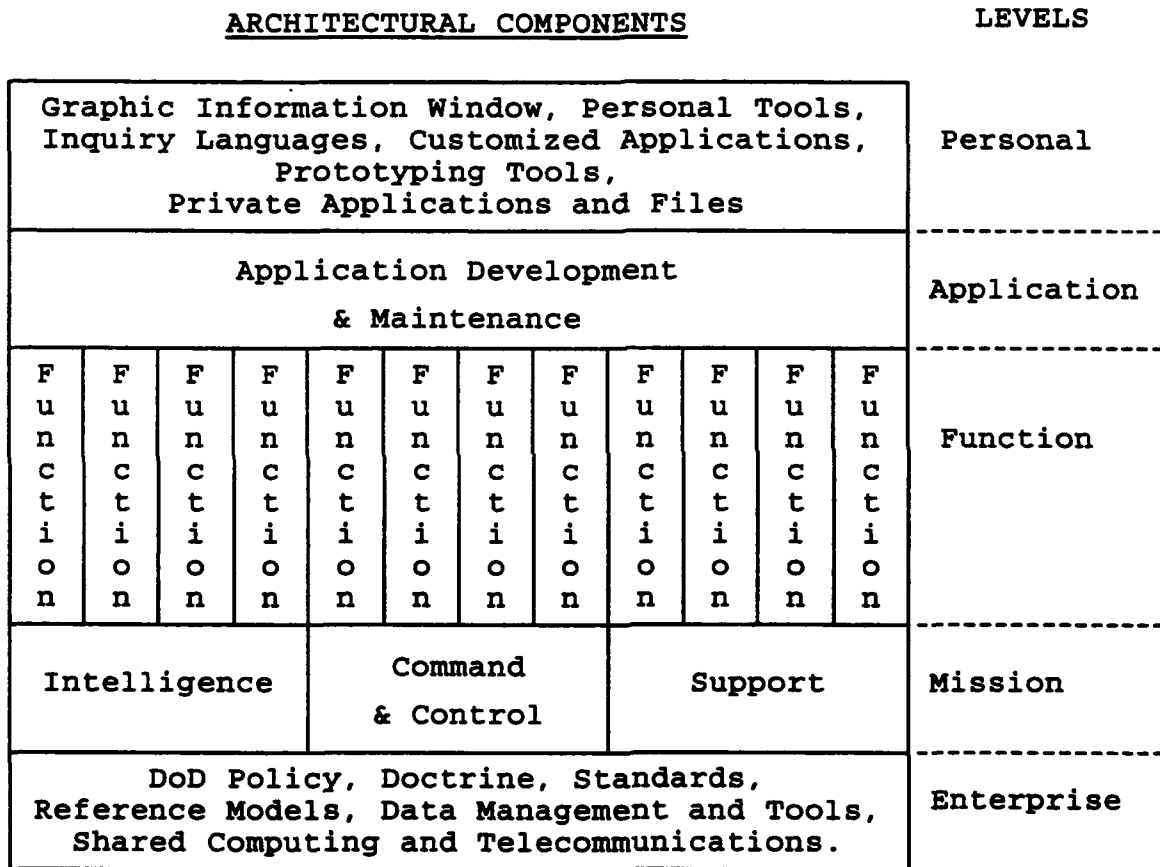 ARCHITECTURAL COMPONENTS LEVELS
Graphic Information Window, Personal Tools,
Inquiry Languages, Customized Applications,
Prototyping Tools,
Private Applications and Files
Personal
Application Development
& Maintenance
Application
Function Function Function Function Function Function Function Function Function Function Function Function
Function
Intelligence
Command
& Control
Support
Mission
DoD Policy, Doctrine, Standards,
Reference Models, Data Management and Tools,
Shared Computing and Telecommunications.
Enterprise